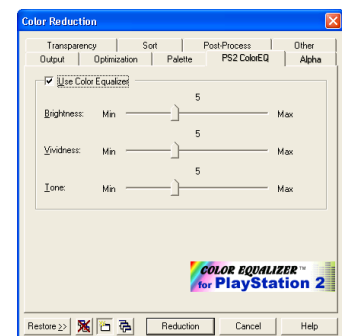 Color Reduction
Transparency Sort Post-Process Other
Output Optimization Palette PS2 ColorEQ Alpha
Use Color Equalizer
5
Brightness: Min Max
5
Vividness: Min Max
5
Tone: Min Max
COLOR EQUALIZER™
for PlayStation 2
Restore >> Reduction Cancel Help